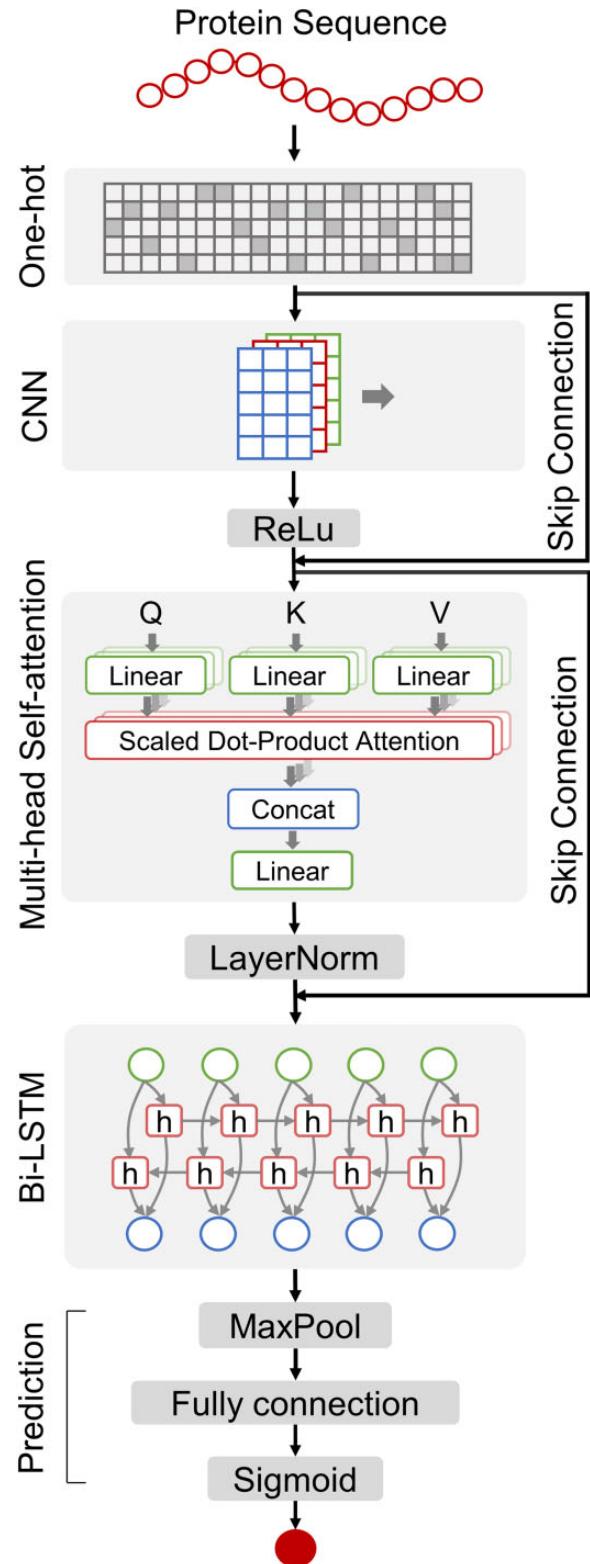 Protein Sequence
One-hot
CNN
Skip Connection
ReLu
Multi-head Self-attention
Q K V
Linear Linear Linear
Scaled Dot-Product Attention
Concat
Linear
Skip Connection
LayerNorm
Bi-LSTM
h h h h h
h h h h h
Prediction
MaxPool
Fully connection
Sigmoid